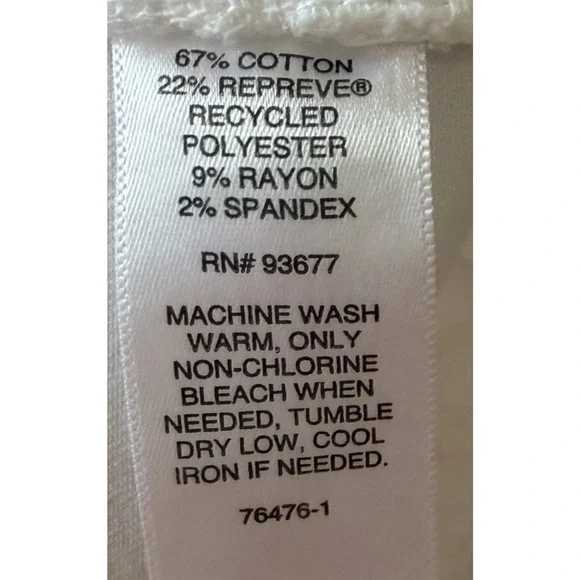 67% COTTON
22% REPREVE®
RECYCLED
POLYESTER
9% RAYON
2% SPANDEX
RN# 93677
MACHINE WASH
WARM, ONLY
NON-CHLORINE
BLEACH WHEN
NEEDED, TUMBLE
DRY LOW, COOL
IRON IF NEEDED.
76476-1